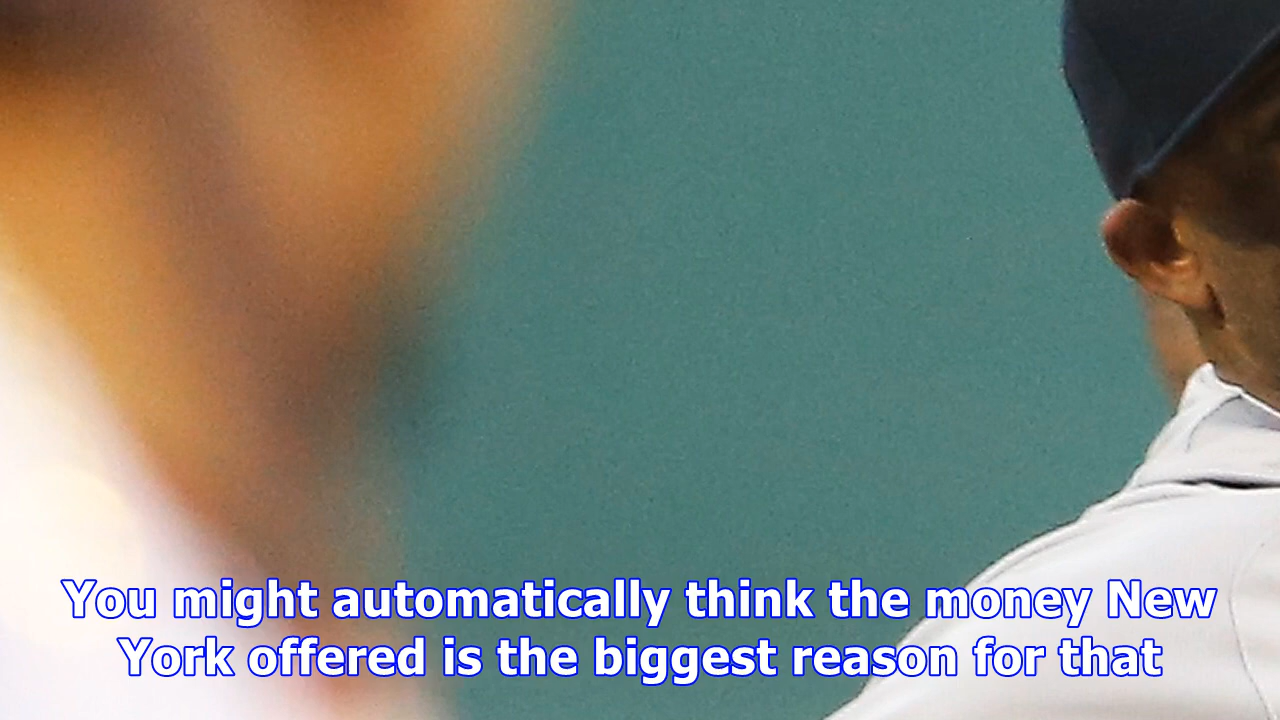 You might automatically think the money New
York offered is the biggest reason for that